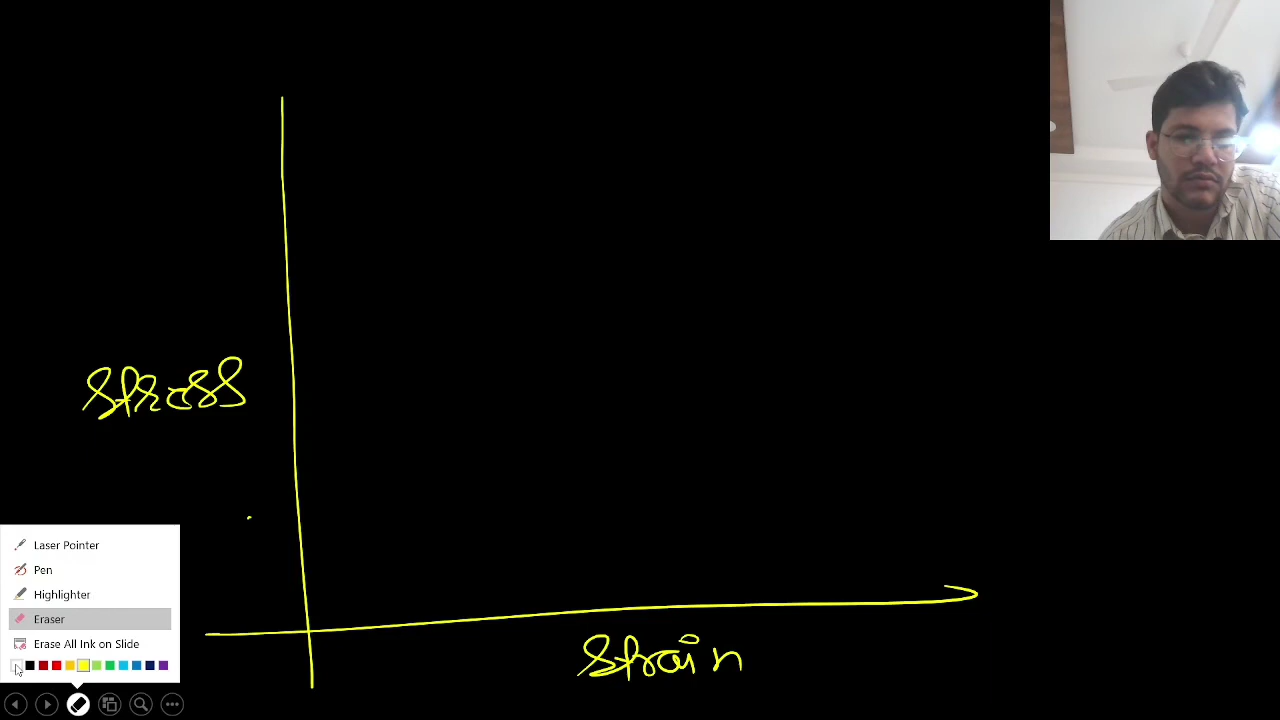 stress
Laser Pointer
Pen
Highlighter
Eraser
Erase All Ink on Slide
strain